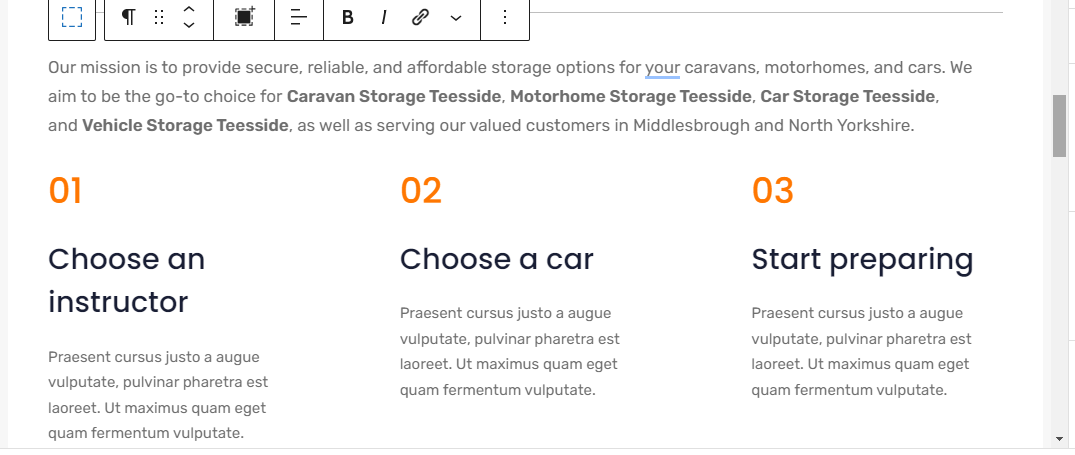 B I
Our mission is to provide secure, reliable, and affordable storage options for your caravans, motorhomes, and cars. We
aim to be the go-to choice for Caravan Storage Teesside, Motorhome Storage Teesside, Car Storage Teesside,
and Vehicle Storage Teesside, as well as serving our valued customers in Middlesbrough and North Yorkshire.
01
Choose an
instructor
Praesent cursus justo a augue
vulputate, pulvinar pharetra est
laoreet. Ut maximus quam eget
quam fermentum vulputate.
02
Choose a car
Praesent cursus justo a augue
vulputate, pulvinar pharetra est
laoreet. Ut maximus quam eget
quam fermentum vulputate.
03
Start preparing
Praesent cursus justo a augue
vulputate, pulvinar pharetra est
laoreet. Ut maximus quam eget
quam fermentum vulputate.